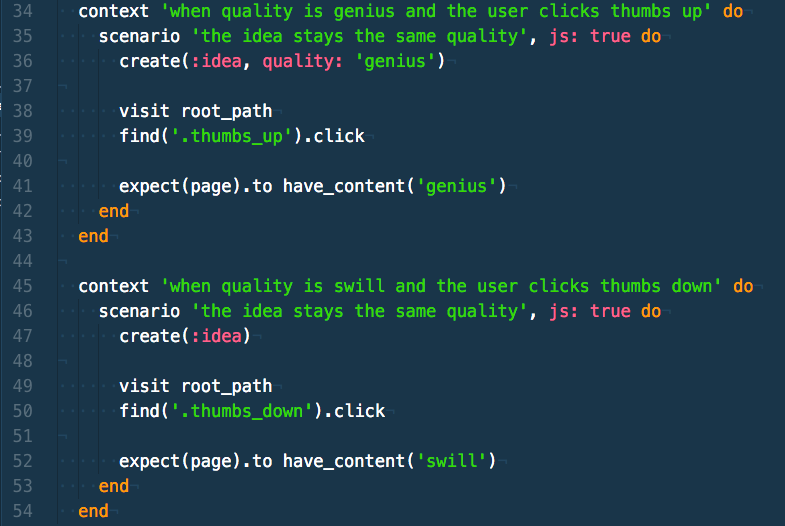 34 context 'when quality is genius and the user clicks thumbs up' do
35 scenario 'the idea stays the same quality', js: true do
36 create(:idea, quality: 'genius')
37
38 visit root_path
39 find('.thumbs_up').click
40
41 expect(page).to have_content('genius')
42 end
43 end
44
45 context 'when quality is swill and the user clicks thumbs down' do
46 scenario 'the idea stays the same quality', js: true do
47 create(:idea)
48
49 visit root_path
50 find('.thumbs_down').click
51
52 expect(page).to have_content('swill')
53 end
54 end